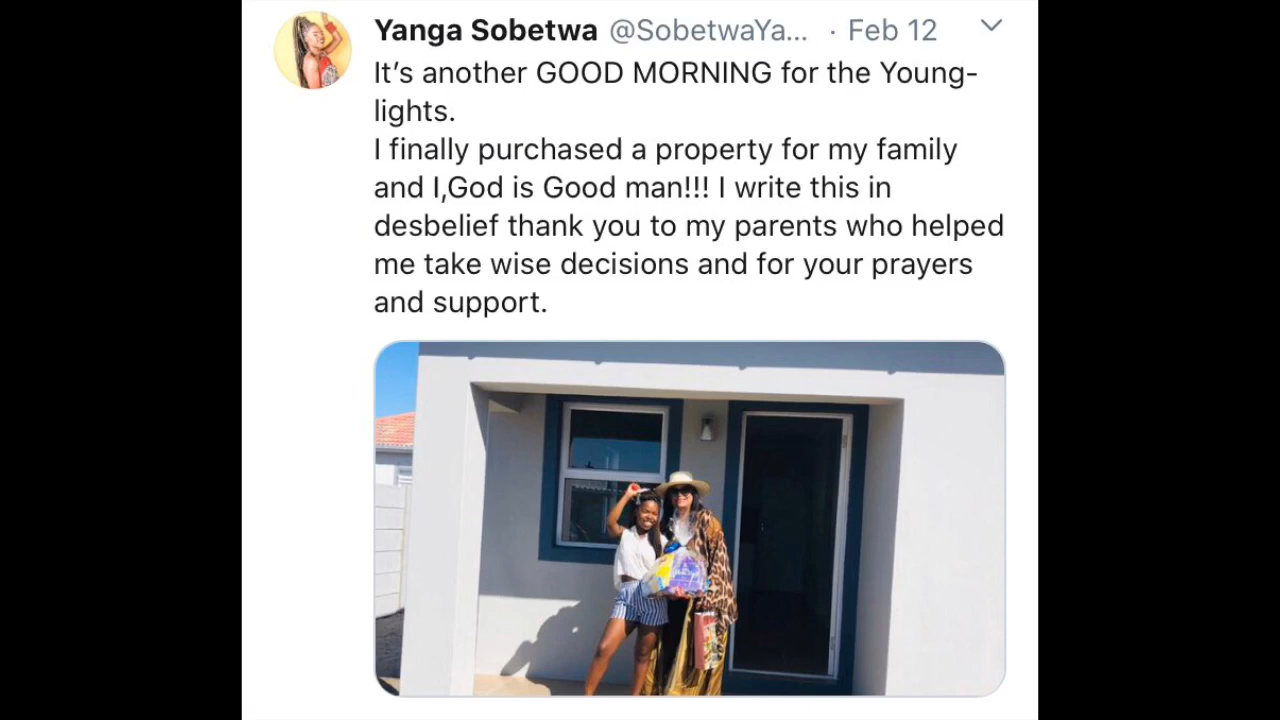 Yanga Sobetwa @SobetwaYa... · Feb 12
It’s another GOOD MORNING for the Young-
lights.
I finally purchased a property for my family
and I,God is Good man!!! I write this in
desbelief thank you to my parents who helped
me take wise decisions and for your prayers
and support.